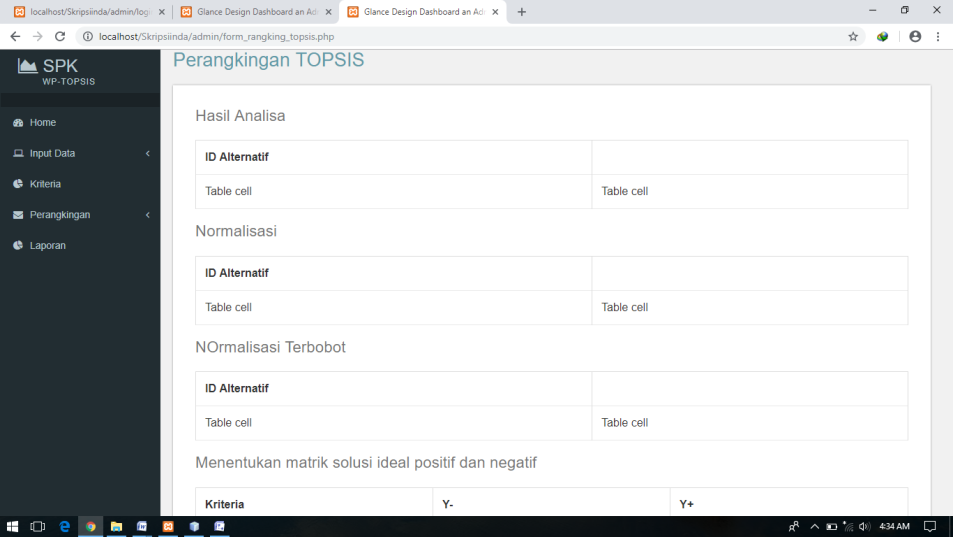 localhost/Skripsiinda/admin/logi
Glance Design Dashboard an Ad
Glance Design Dashboard an Ad
localhost/Skripsiinda/admin/form_rangking_topsis.php
SPK
WP-TOPSIS
Home
Input Data
Kriteria
Perangkingan
Laporan
Perangkingan TOPSIS
Hasil Analisa
ID Alternatif
Table cell Table cell
Normalisasi
ID Alternatif
Table cell Table cell
NOrmalisasi Terbobot
ID Alternatif
Table cell Table cell
Menentukan matrik solusi ideal positif dan negatif
Kriteria Y- Y+
4:34 AM